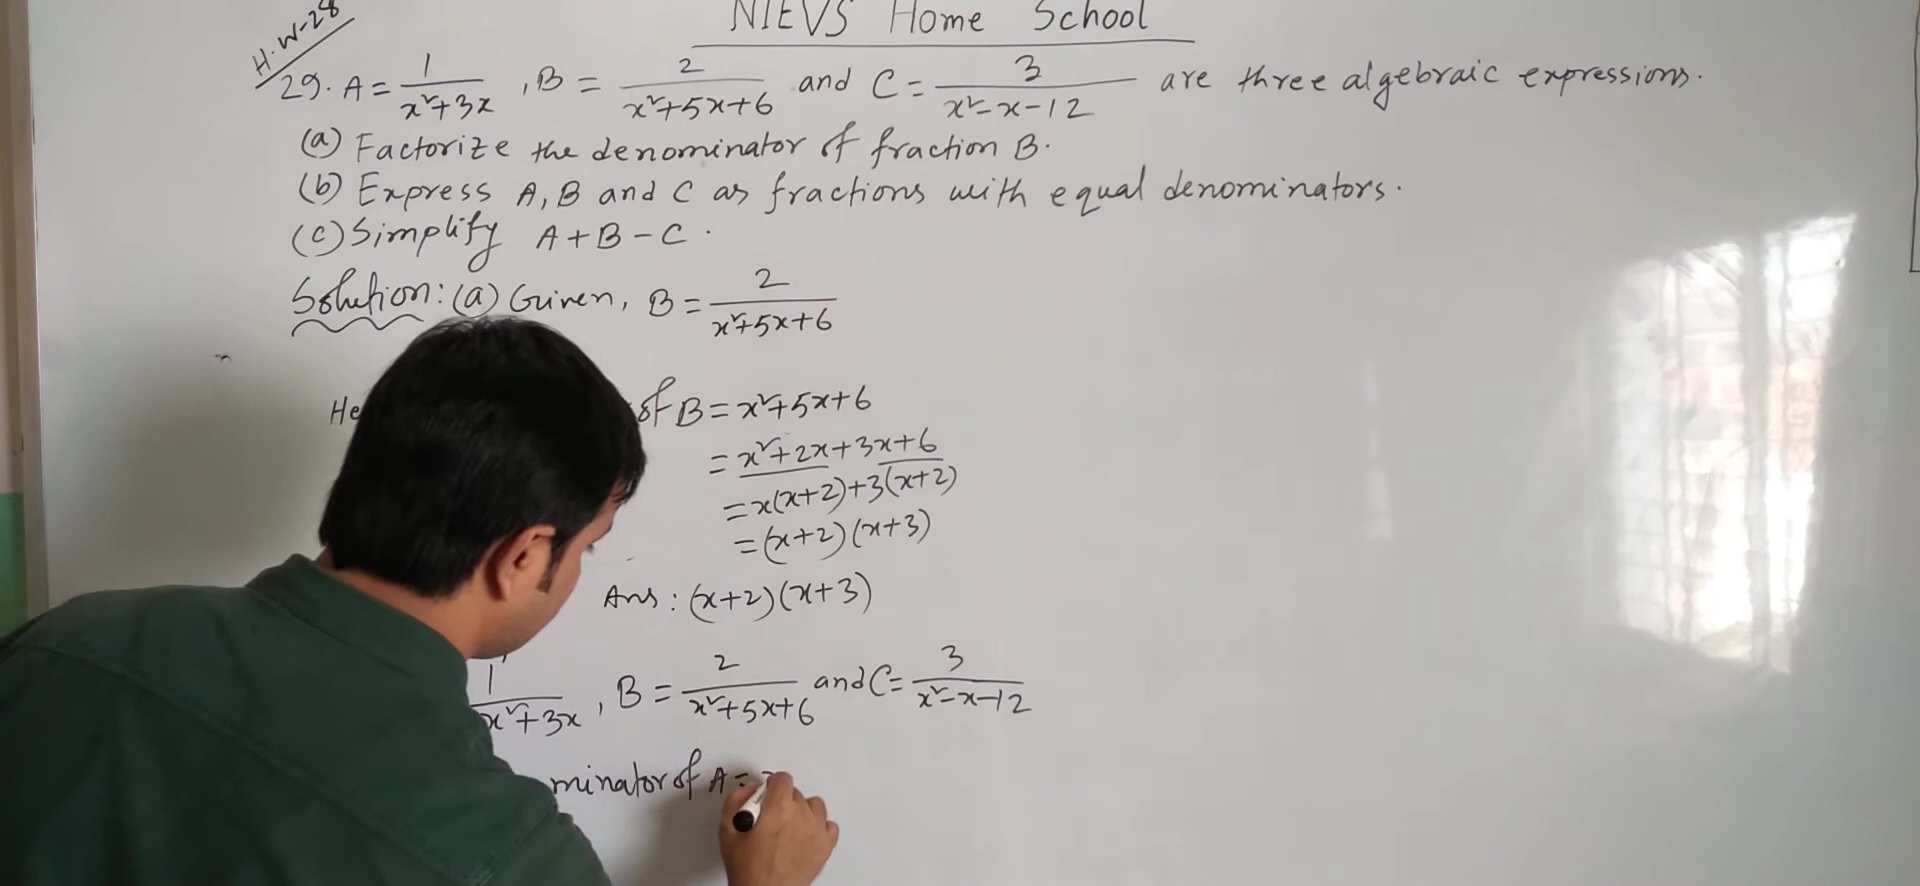 NIEVS Home School
H.W-28
29. A = 1/(x²+3x), B = 2/(x²+5x+6) and C = 3/(x²-x-12) are three algebraic expressions.
(a) Factorize the denominator of fraction B.
(b) Express A, B and C as fractions with equal denominators.
(c) Simplify A+B-C.
Solution: (a) Given, B = 2/(x²+5x+6)
He of B = x²+5x+6
= x²+2x+3x+6
= x(x+2)+3(x+2)
= (x+2)(x+3)
Ans: (x+2)(x+3)
1/(x²+3x), B = 2/(x²+5x+6) and C = 3/(x²-x-12)
minator of A =